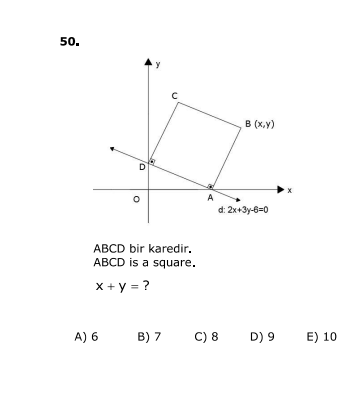 50.
y
C
B (x,y)
D
x
O
A
d: 2x+3y-6=0
ABCD bir karedir.
ABCD is a square.
x + y = ?
A) 6 B) 7 C) 8 D) 9 E) 10